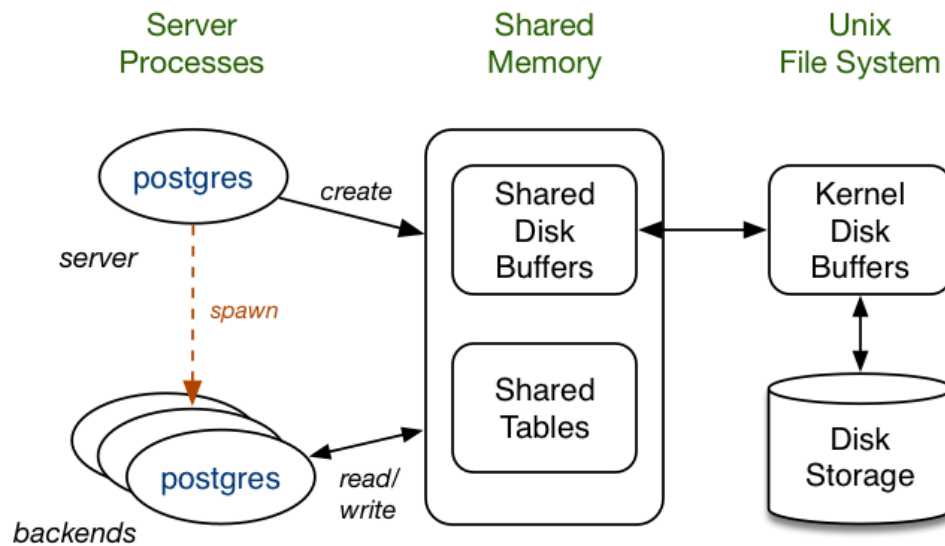 Server
Processes
Shared
Memory
Unix
File System
postgres
server
create
spawn
postgres
backends
read/
write
Shared
Disk
Buffers
Shared
Tables
Kernel
Disk
Buffers
Disk
Storage